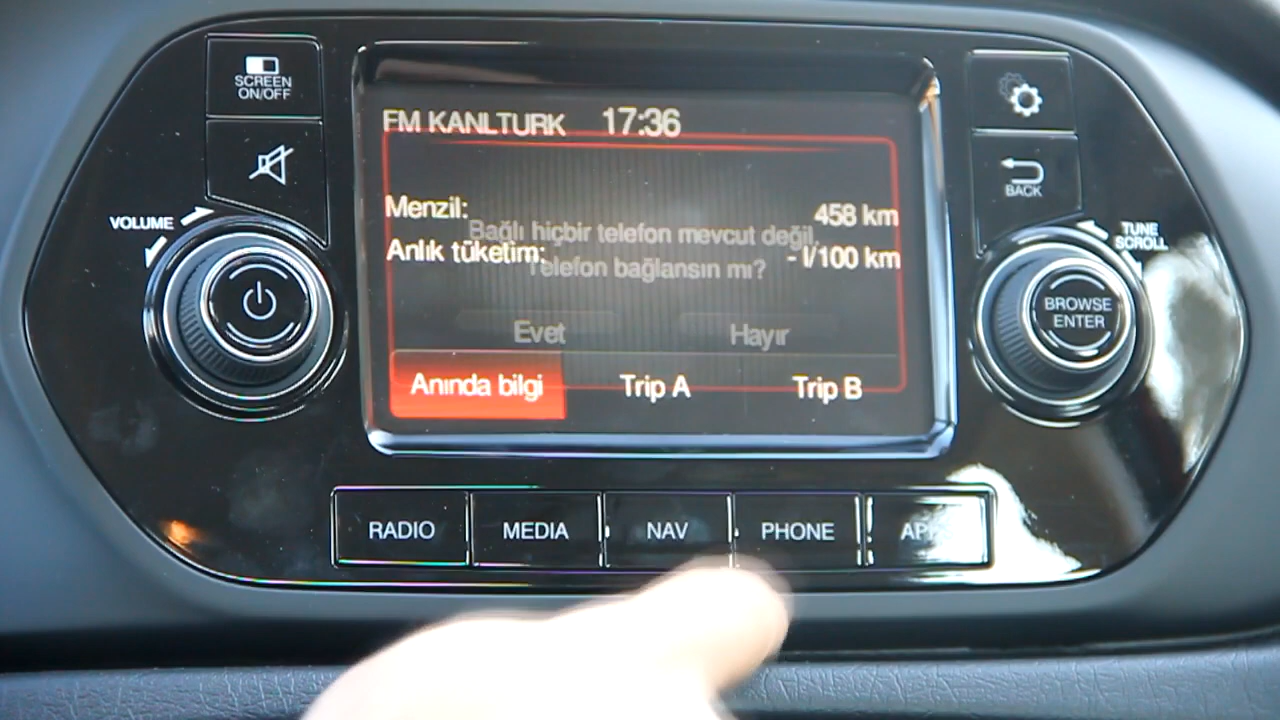 SCREEN
ON/OFF
VOLUME
FM KANLTURK 17:36
Menzil: 458 km
Bağlı hiçbir telefon mevcut değil.
Anlık tüketim: - l/100 km
Telefon bağlansın mı?
Evet Hayır
Anında bilgi Trip A Trip B
BACK
TUNE
SCROLL
BROWSE
ENTER
RADIO MEDIA NAV PHONE